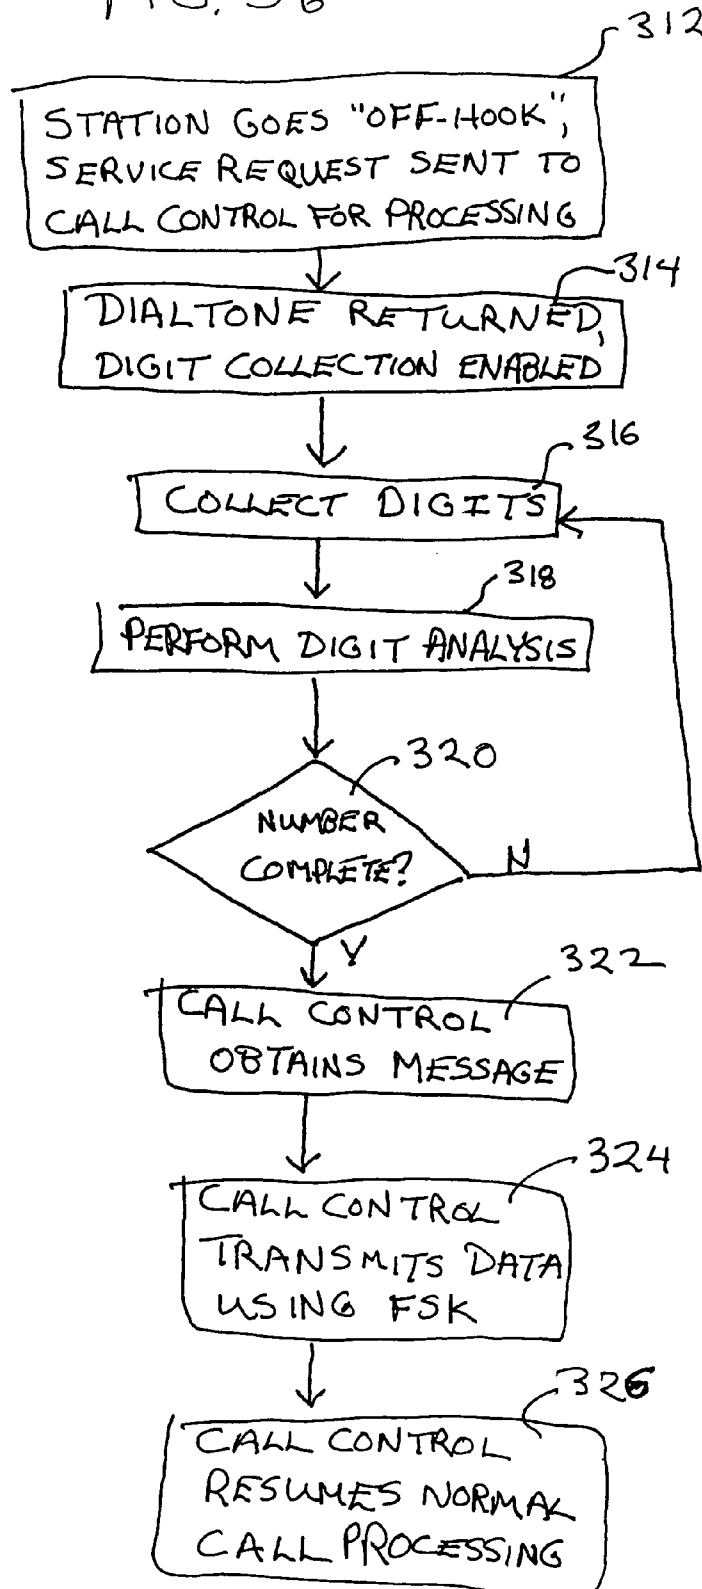 312
STATION GOES "OFF-HOOK",
SERVICE REQUEST SENT TO
CALL CONTROL FOR PROCESSING
314
DIALTONE RETURNED,
DIGIT COLLECTION ENABLED
316
COLLECT DIGITS
318
PERFORM DIGIT ANALYSIS
320
NUMBER
COMPLETE?
N
Y
322
CALL CONTROL
OBTAINS MESSAGE
324
CALL CONTROL
TRANSMITS DATA
USING FSK
326
CALL CONTROL
RESUMES NORMAL
CALL PROCESSING